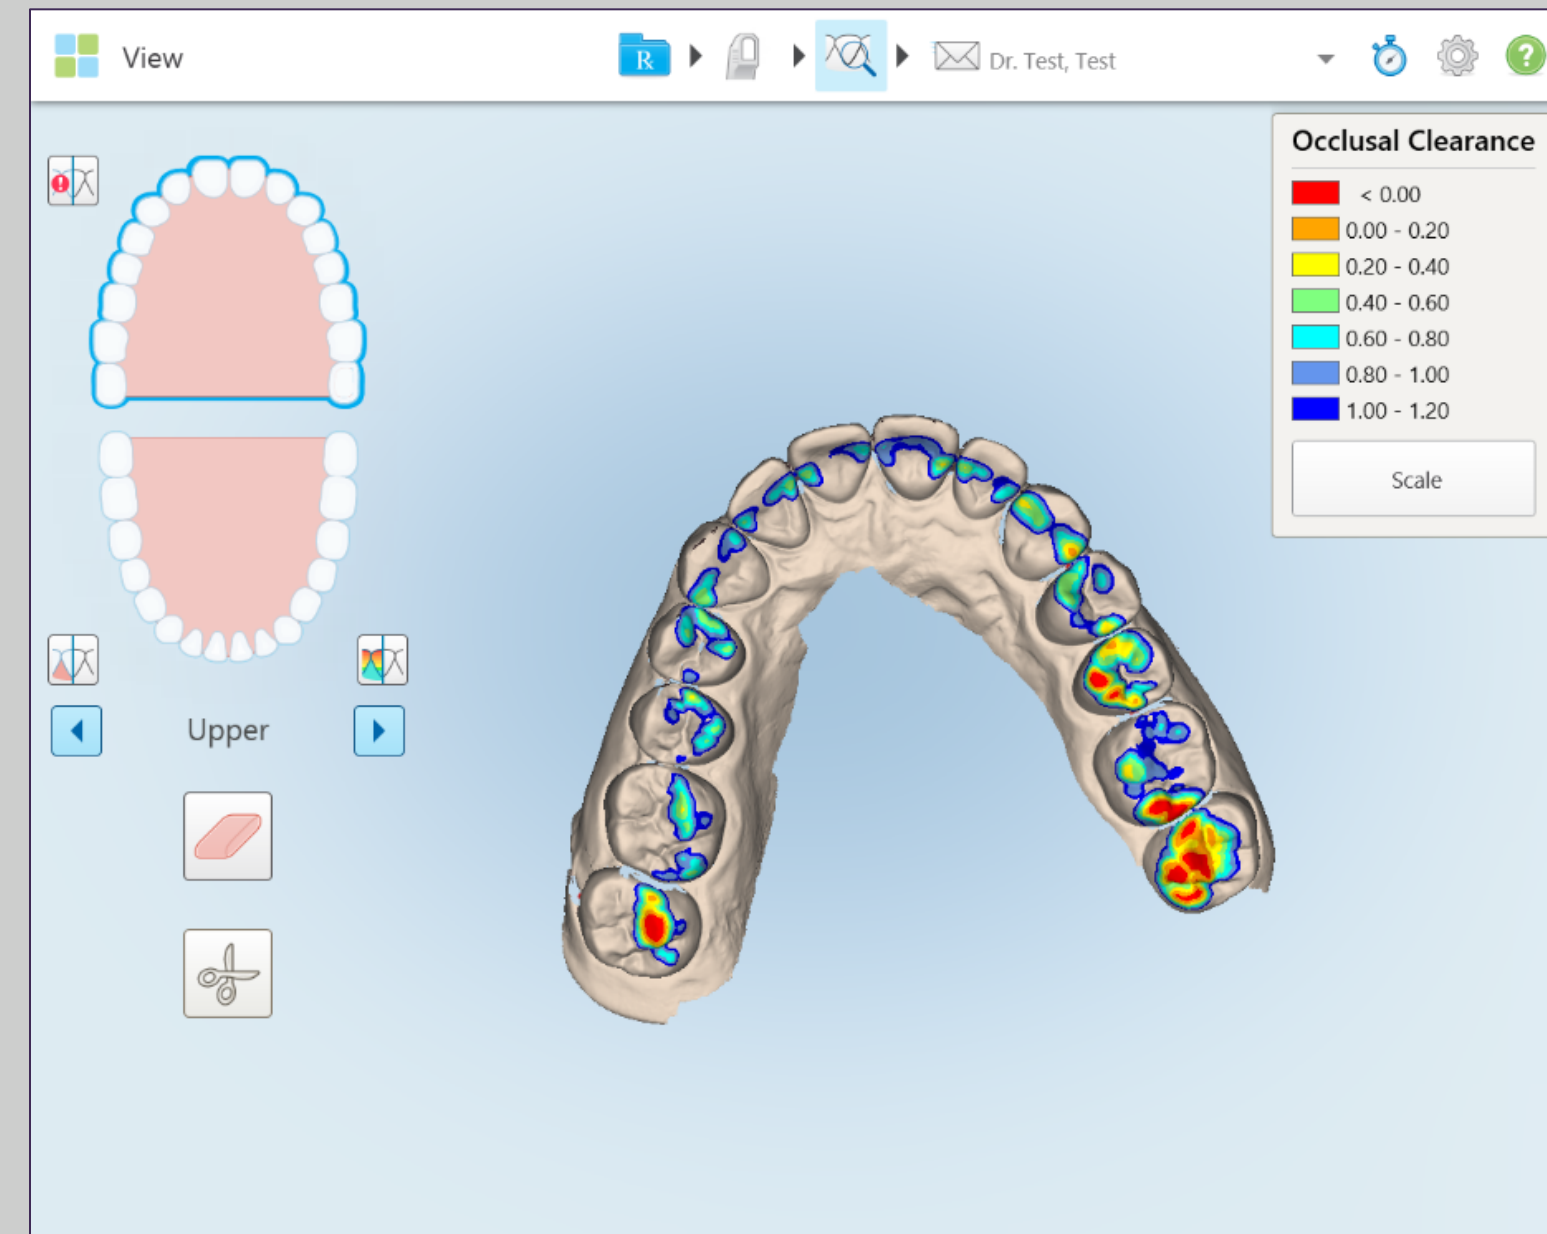 View
Rx
Dr. Test, Test
?
Occlusal Clearance
< 0.00
0.00 - 0.20
0.20 - 0.40
0.40 - 0.60
0.60 - 0.80
0.80 - 1.00
1.00 - 1.20
Scale
!
Upper